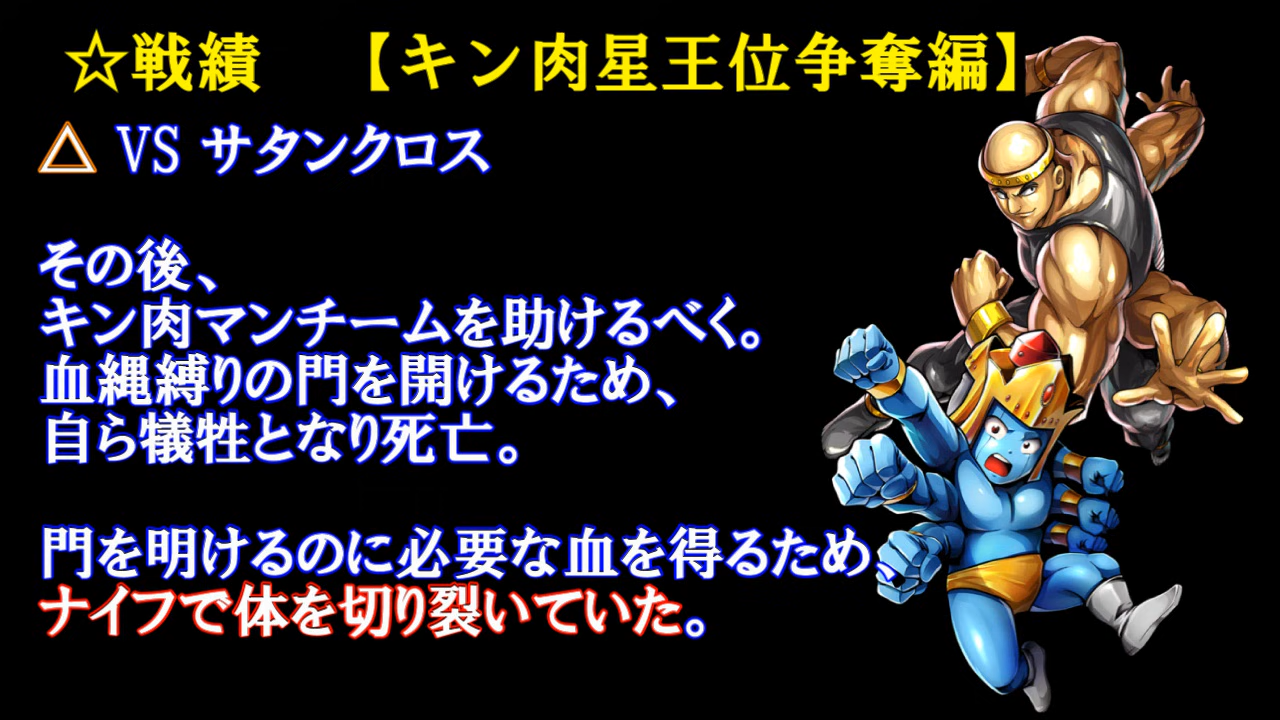 ☆戦績　【キン肉星王位争奪編】
△ VS サタンクロス
その後、
キン肉マンチームを助けるべく。
血縄縛りの門を開けるため、
自ら犠牲となり死亡。
門を明けるのに必要な血を得るため、
ナイフで体を切り裂いていた。